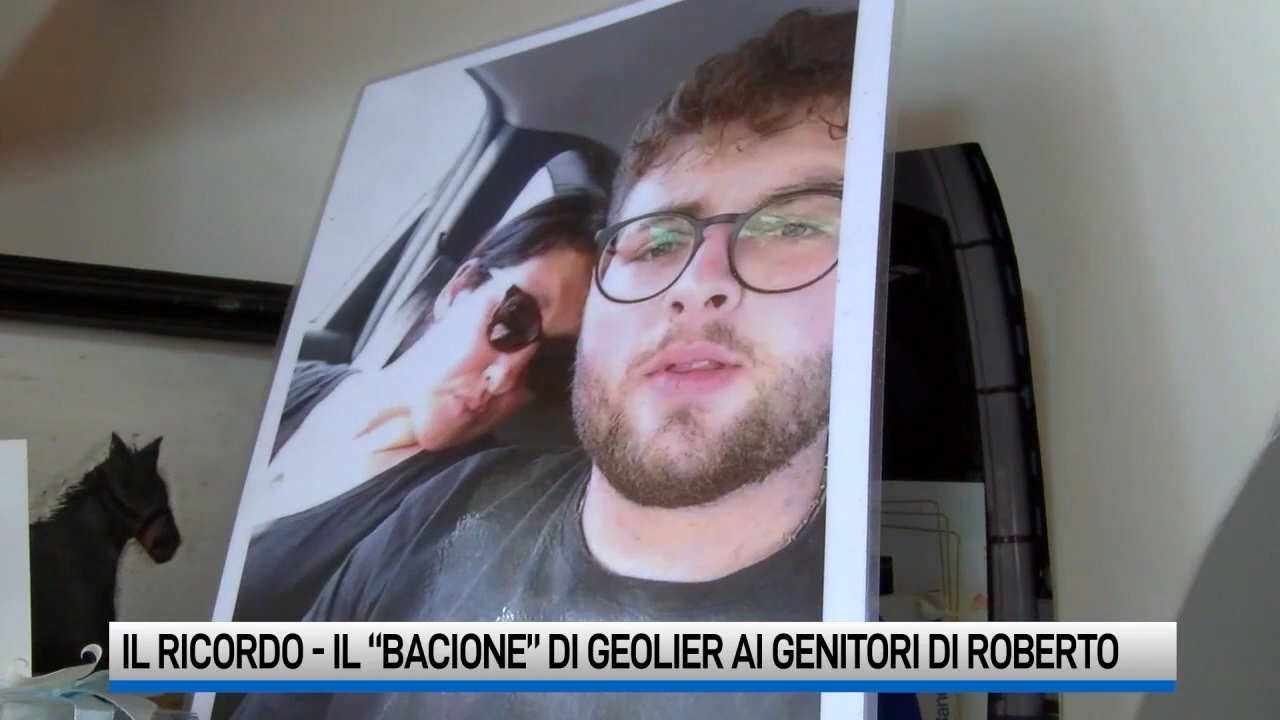 IL RICORDO - IL “BACIONE” DI GEOLIER AI GENITORI DI ROBERTO